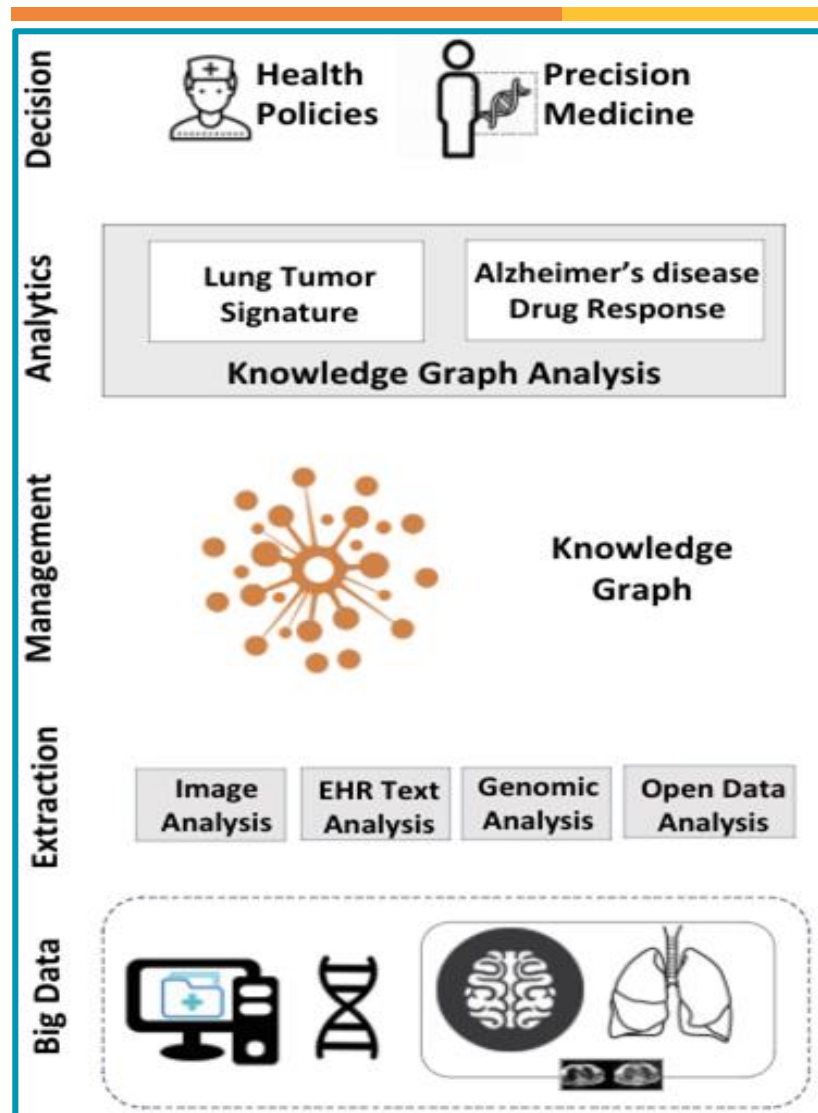 Decision
Health
Policies
Precision
Medicine
Analytics
Lung Tumor
Signature
Alzheimer’s disease
Drug Response
Knowledge Graph Analysis
Management
Knowledge
Graph
Extraction
Image
Analysis
EHR Text
Analysis
Genomic
Analysis
Open Data
Analysis
Big Data